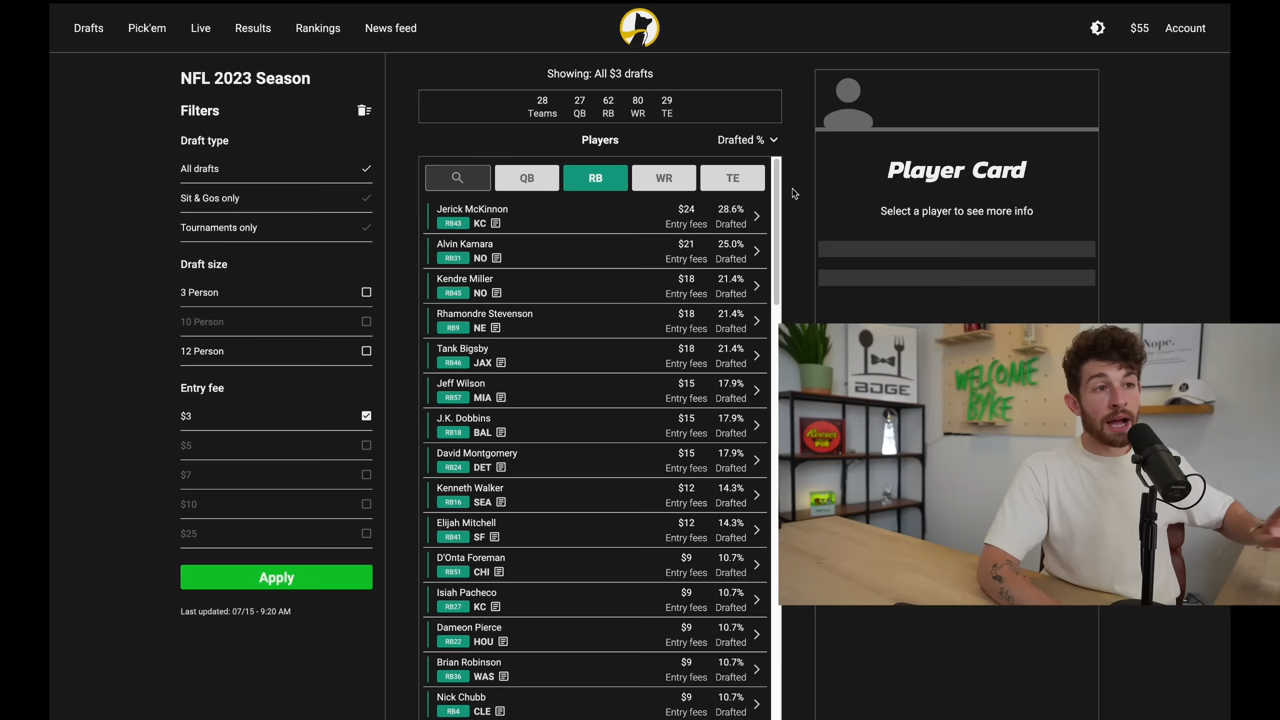 Drafts Pick'em Live Results Rankings News feed $55 Account
NFL 2023 Season
Filters
Draft type
All drafts
Sit & Gos only
Tournaments only
Draft size
3 Person
10 Person
12 Person
Entry fee
$3
$5
$7
$10
$25
Apply
Last updated: 07/15 - 9:20 AM
Showing: All $3 drafts
28 27 62 80 29
Teams QB RB WR TE
Players Drafted %
QB RB WR TE
Jerick McKinnon $24 28.6%
RB43 KC Entry fees Drafted
Alvin Kamara $21 25.0%
RB31 NO Entry fees Drafted
Kendre Miller $18 21.4%
RB45 NO Entry fees Drafted
Rhamondre Stevenson $18 21.4%
RB9 NE Entry fees Drafted
Tank Bigsby $18 21.4%
RB46 JAX Entry fees Drafted
Jeff Wilson $15 17.9%
RB57 MIA Entry fees Drafted
J.K. Dobbins $15 17.9%
RB18 BAL Entry fees Drafted
David Montgomery $15 17.9%
RB24 DET Entry fees Drafted
Kenneth Walker $12 14.3%
RB16 SEA Entry fees Drafted
Elijah Mitchell $12 14.3%
RB41 SF Entry fees Drafted
D'Onta Foreman $9 10.7%
RB51 CHI Entry fees Drafted
Isiah Pacheco $9 10.7%
RB27 KC Entry fees Drafted
Dameon Pierce $9 10.7%
RB22 HOU Entry fees Drafted
Brian Robinson $9 10.7%
RB36 WAS Entry fees Drafted
Nick Chubb $9 10.7%
RB4 CLE Entry fees Drafted
Player Card
Select a player to see more info
BDGE
WELCOME
BYKE
Nope.
REESE'S
PIE